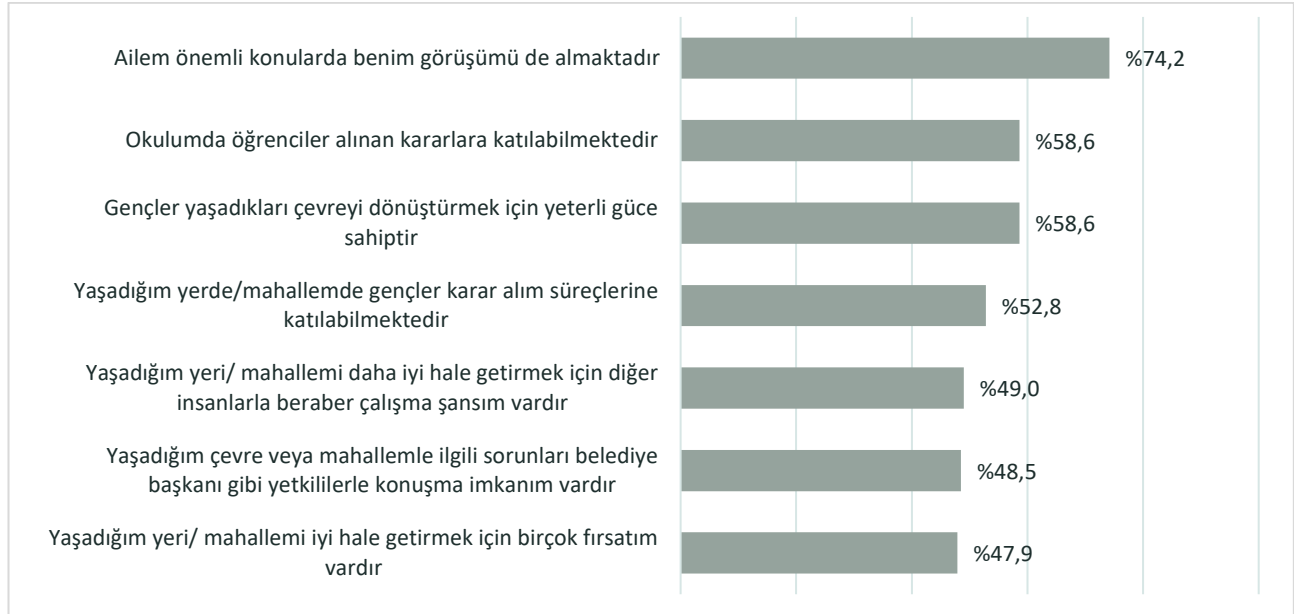 Ailem önemli konularda benim görüşümü de almaktadır
%74,2
Okulumda öğrenciler alınan kararlara katılabilmektedir
%58,6
Gençler yaşadıkları çevreyi dönüştürmek için yeterli güce
sahiptir
%58,6
Yaşadığım yerde/mahallemde gençler karar alım süreçlerine
katılabilmektedir
%52,8
Yaşadığım yeri/ mahallemi daha iyi hale getirmek için diğer
insanlarla beraber çalışma şansım vardır
%49,0
Yaşadığım çevre veya mahallemle ilgili sorunları belediye
başkanı gibi yetkililerle konuşma imkanım vardır
%48,5
Yaşadığım yeri/ mahallemi iyi hale getirmek için birçok fırsatım
vardır
%47,9